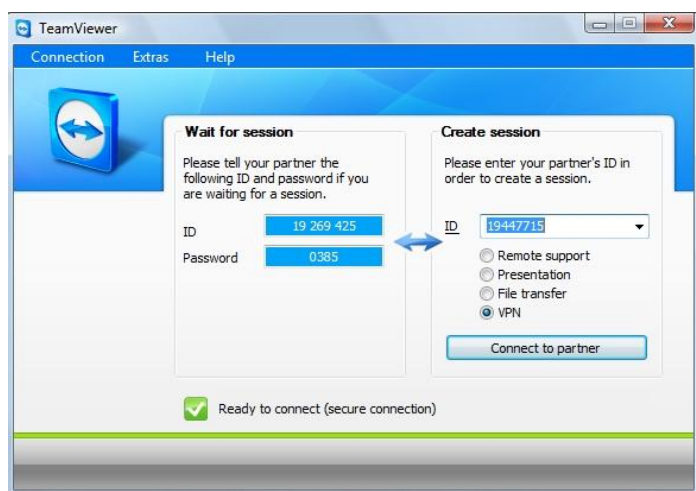 TeamViewer
Connection Extras Help
Wait for session
Please tell your partner the
following ID and password if you
are waiting for a session.
ID 19 269 425
Password 0385
Create session
Please enter your partner's ID in
order to create a session.
ID 19447715
Remote support
Presentation
File transfer
VPN
Connect to partner
Ready to connect (secure connection)